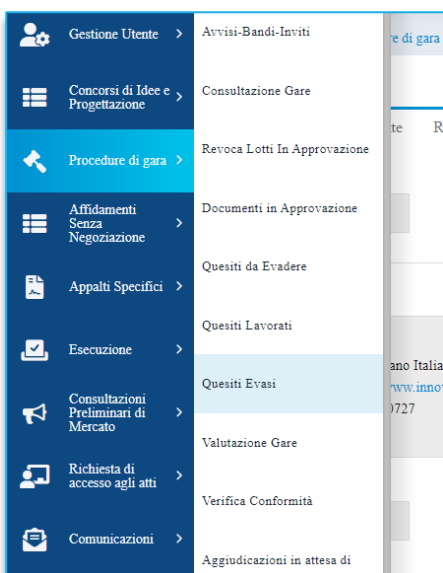 Gestione Utente
Concorsi di Idee e
Progettazione
Procedure di gara
Affidamenti
Senza
Negoziazione
Appalti Specifici
Esecuzione
Consultazioni
Preliminari di
Mercato
Richiesta di
accesso agli atti
Comunicazioni
Avvisi-Bandi-Inviti
Consultazione Gare
Revoca Lotti In Approvazione
Documenti in Approvazione
Quesiti da Evadere
Quesiti Lavorati
Quesiti Evasi
Valutazione Gare
Verifica Conformità
Aggiudicazioni in attesa di
re di gara
te R
ano Italia
www.inno
0727